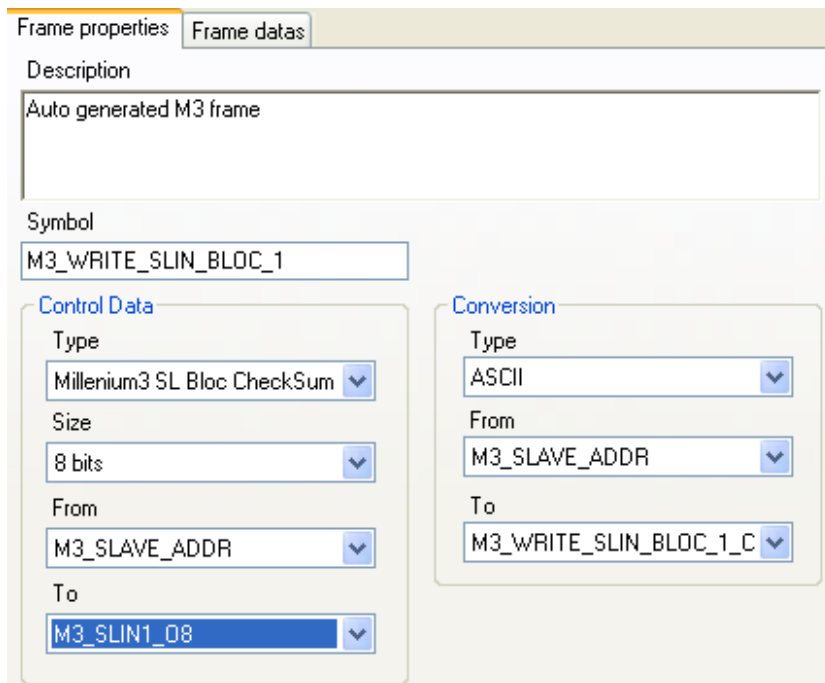 Frame properties
Frame datas
Description
Auto generated M3 frame
Symbol
M3_WRITE_SLIN_BLOC_1
Control Data
Type
Millenium3 SL Bloc CheckSum
Size
8 bits
From
M3_SLAVE_ADDR
To
M3_SLIN1_08
Conversion
Type
ASCII
From
M3_SLAVE_ADDR
To
M3_WRITE_SLIN_BLOC_1_C